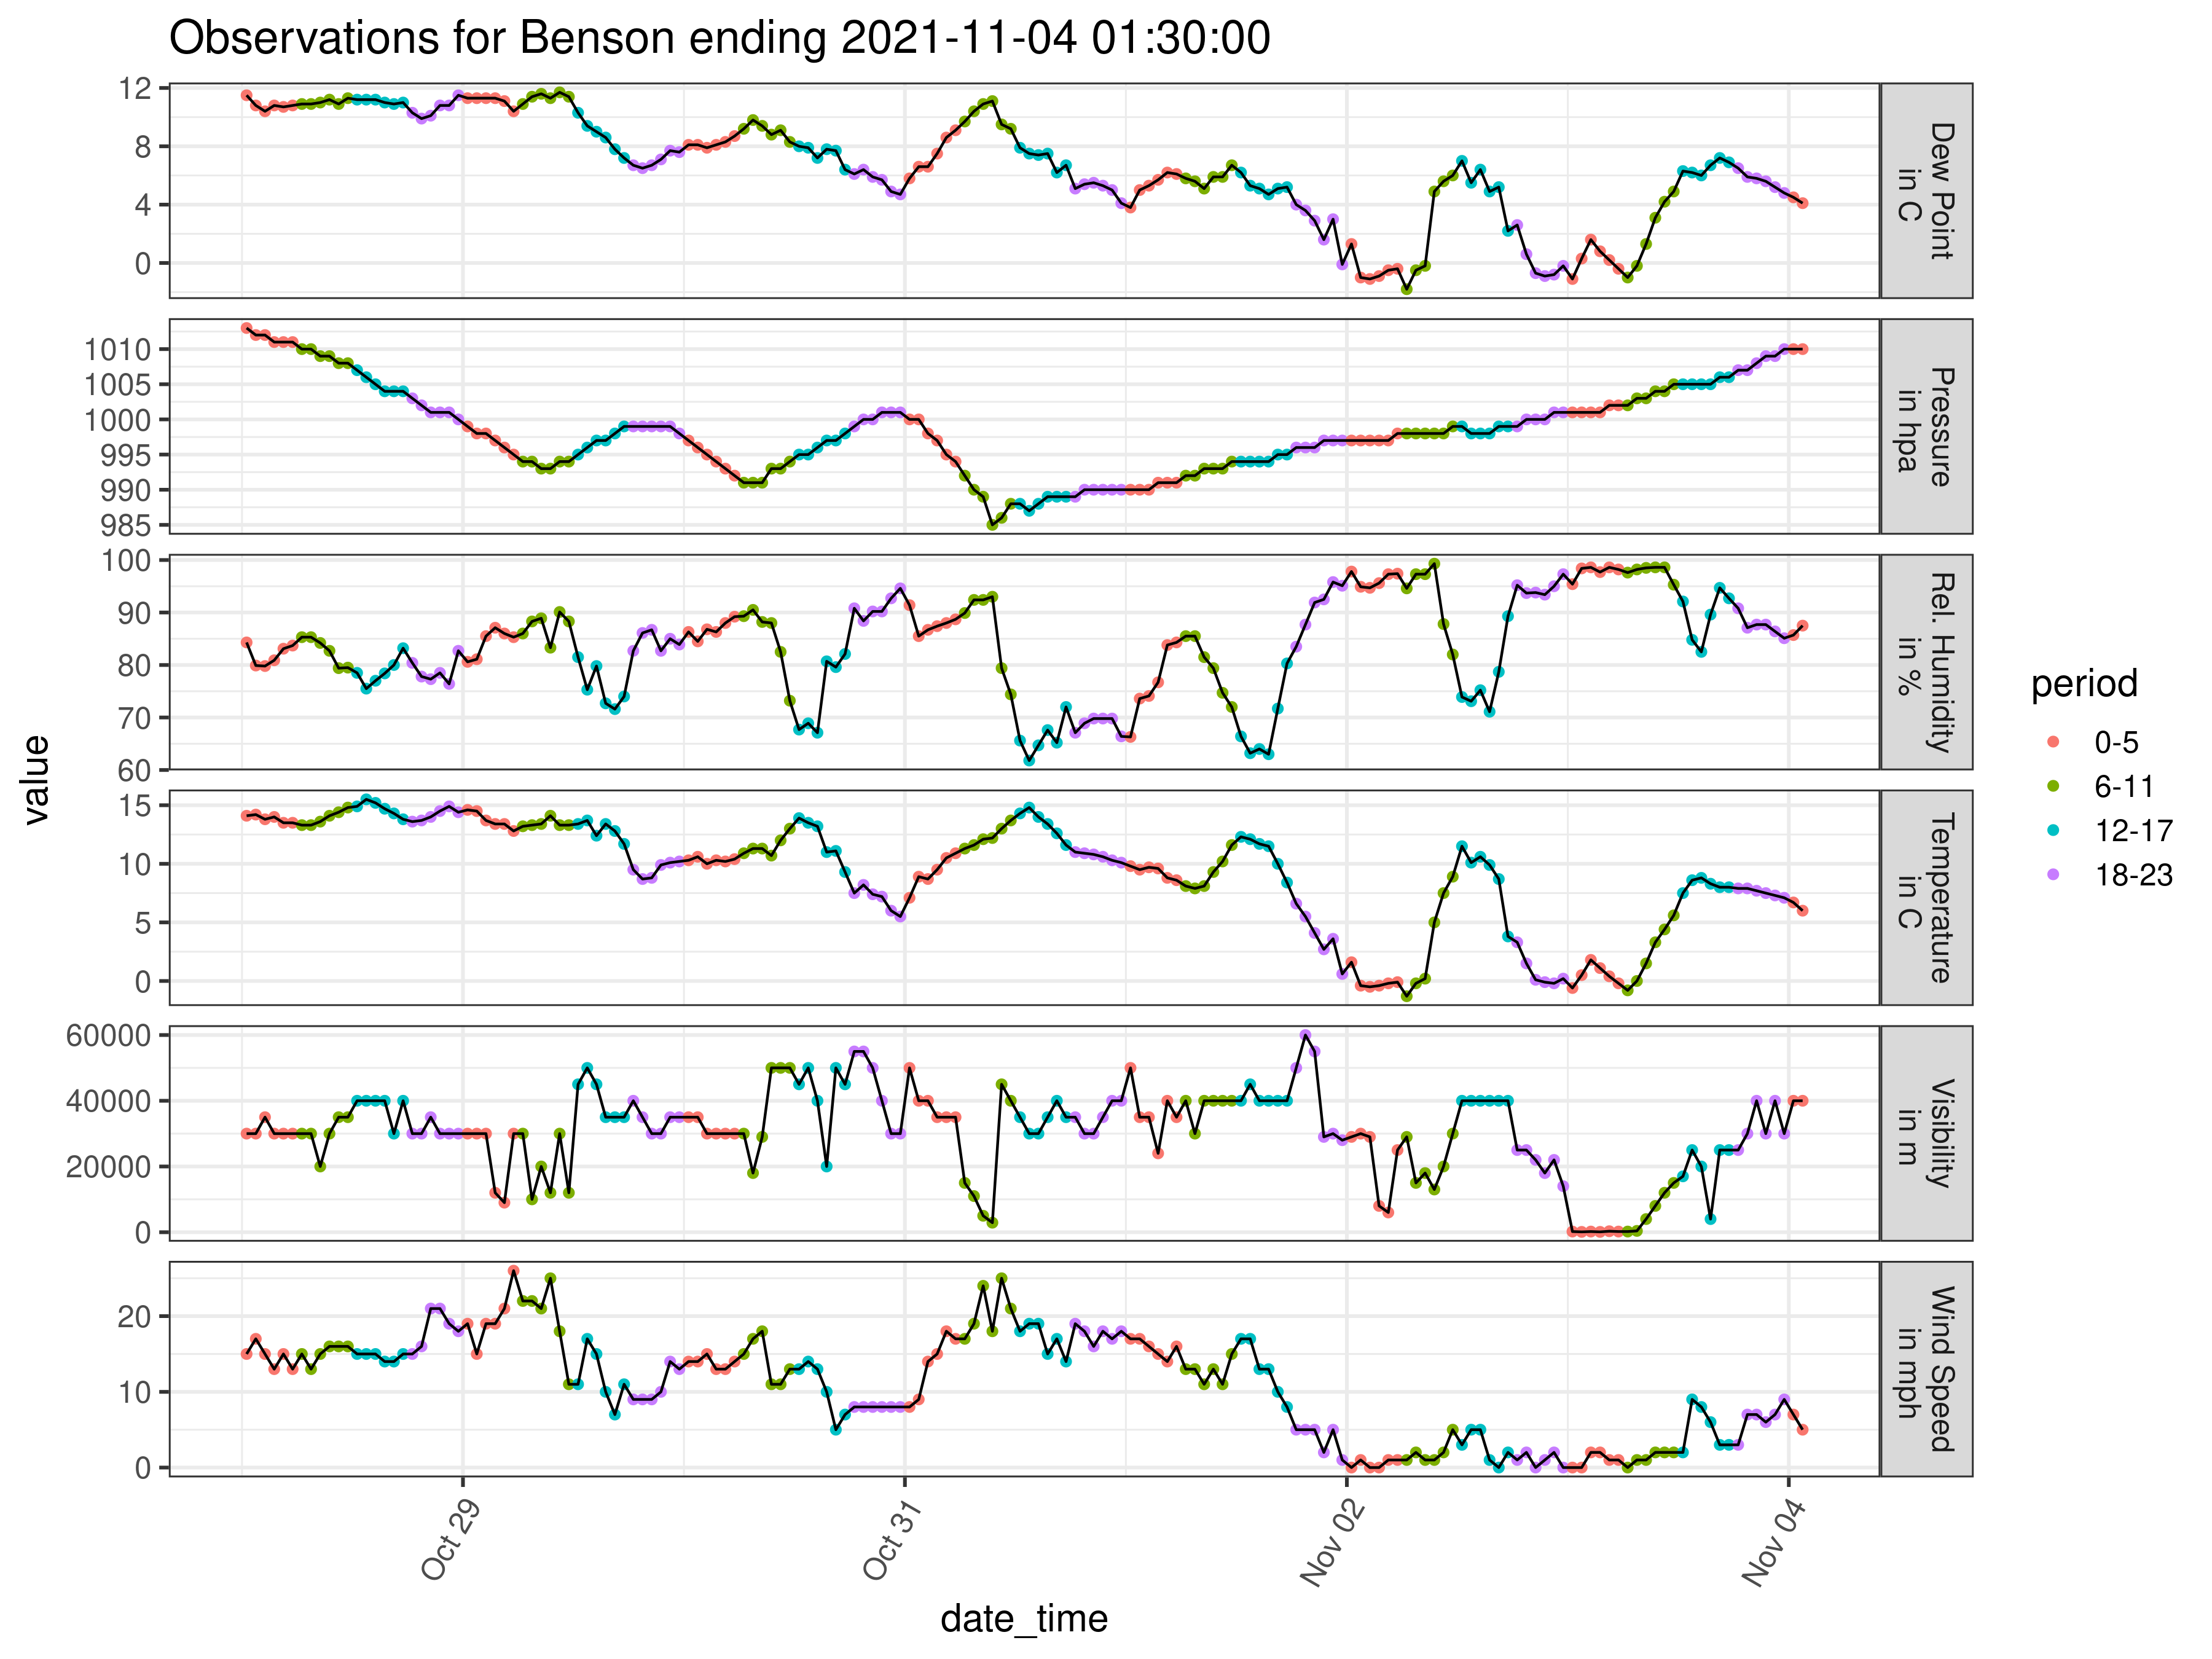 Observations for Benson ending 2021-11-04 01:30:00
value
12
8
4
0
Dew Point
in C
1010
1005
1000
995
990
985
Pressure
in hpa
100
90
80
70
60
Rel. Humidity
in %
15
10
5
0
Temperature
in C
60000
40000
20000
0
Visibility
in m
20
10
0
Wind Speed
in mph
Oct 29
Oct 31
Nov 02
Nov 04
date_time
period
0-5
6-11
12-17
18-23